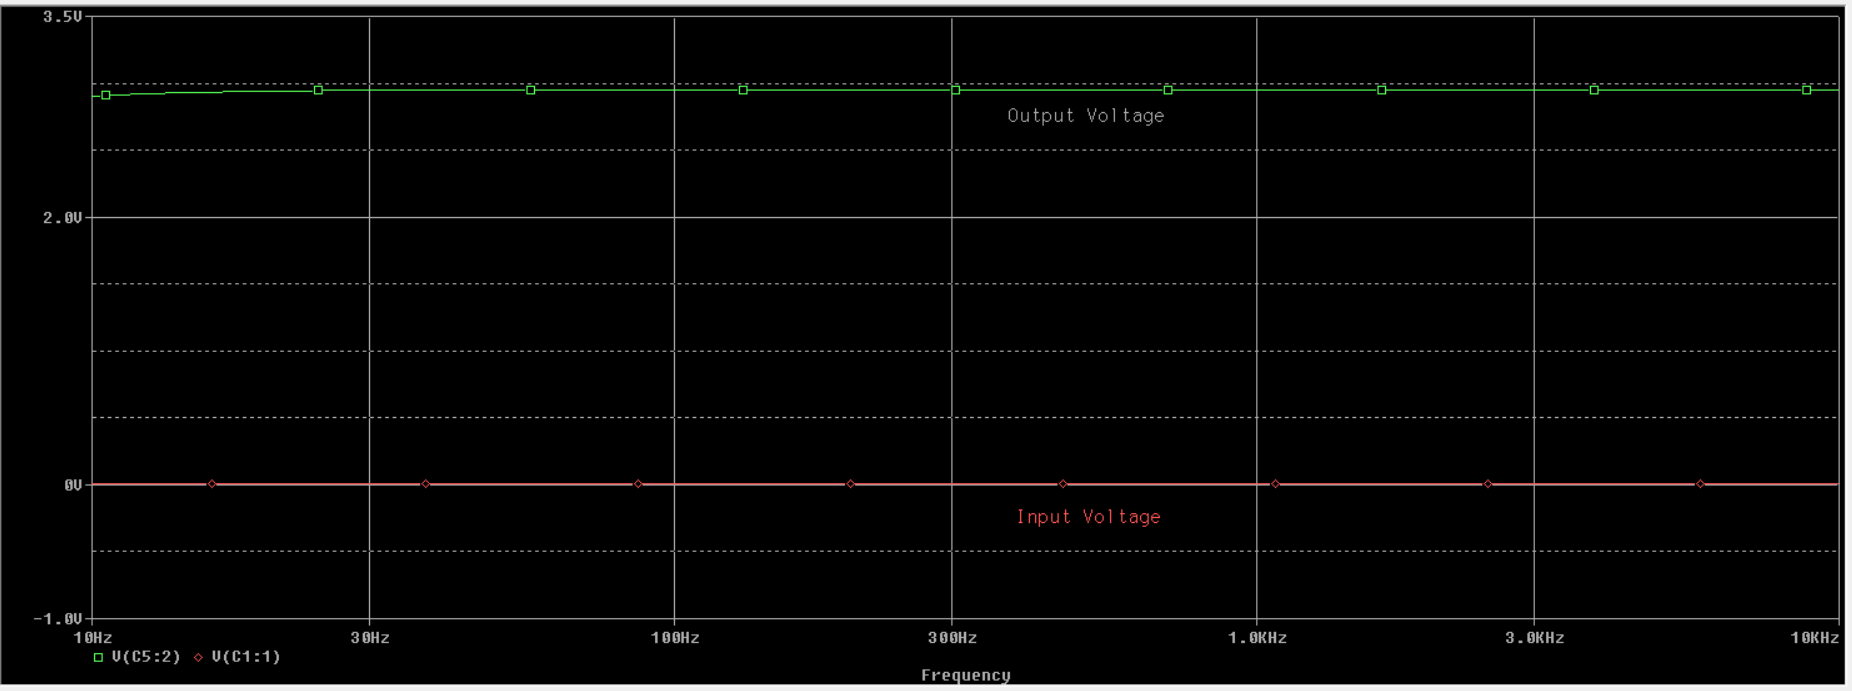 3.5V
Output Voltage
2.0V
0V
Input Voltage
-1.0V
10Hz 30Hz 100Hz 300Hz 1.0KHz 3.0KHz 10KHz
V(C5:2) V(C1:1)
Frequency